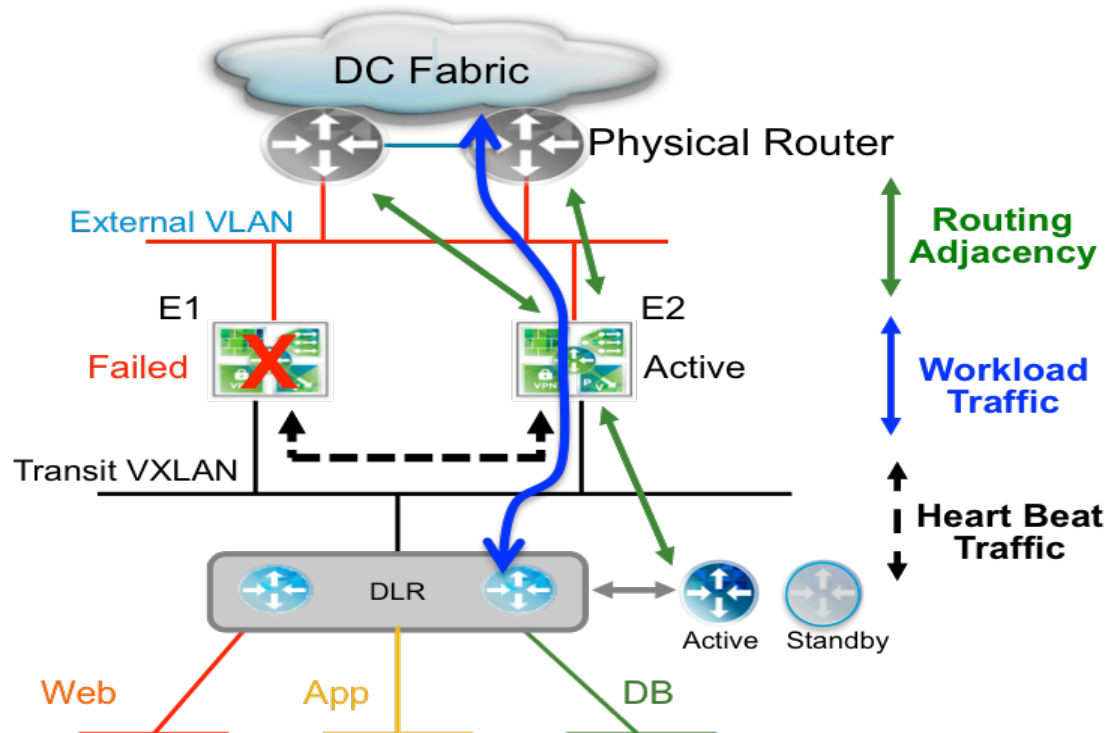 DC Fabric
Physical Router
External VLAN
Routing
Adjacency
E1
E2
Failed
X
Active
VPN
Workload
Traffic
Transit VXLAN
Heart Beat
Traffic
DLR
Active
Standby
Web
App
DB